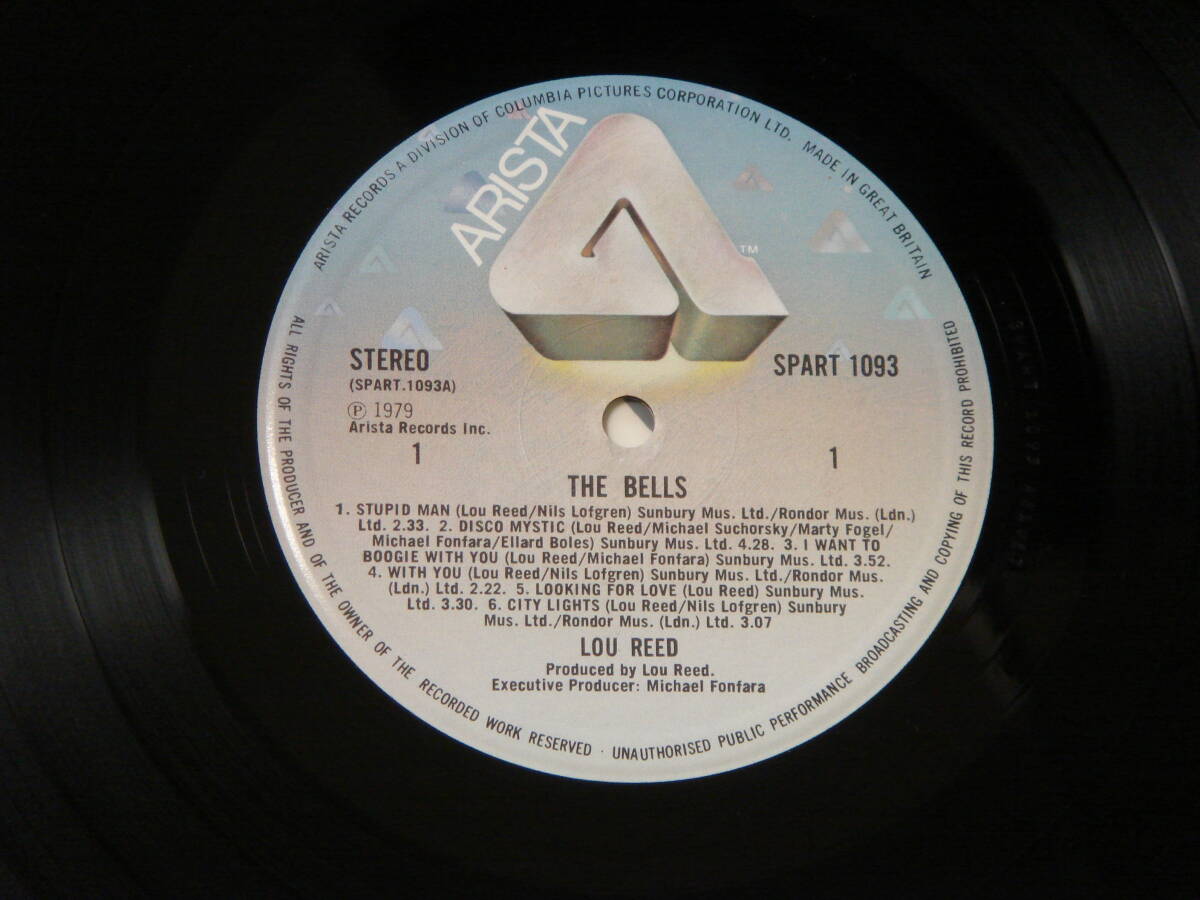 ARISTA RECORDS A DIVISION OF COLUMBIA PICTURES CORPORATION LTD. MADE IN GREAT BRITAIN
ARISTA
TM
STEREO
(SPART.1093A)
SPART 1093
Ⓟ 1979
Arista Records Inc.
1
1
THE BELLS
1. STUPID MAN (Lou Reed/Nils Lofgren) Sunbury Mus. Ltd./Rondor Mus. (Ldn.)
Ltd. 2.33. 2. DISCO MYSTIC (Lou Reed/Michael Suchorsky/Marty Fogel/
Michael Fonfara/Ellard Boles) Sunbury Mus. Ltd. 4.28. 3. I WANT TO
BOOGIE WITH YOU (Lou Reed/Michael Fonfara) Sunbury Mus. Ltd. 3.52.
4. WITH YOU (Lou Reed/Nils Lofgren) Sunbury Mus. Ltd./Rondor Mus.
(Ldn.) Ltd. 2.22. 5. LOOKING FOR LOVE (Lou Reed) Sunbury Mus.
Ltd. 3.30. 6. CITY LIGHTS (Lou Reed/Nils Lofgren) Sunbury
Mus. Ltd./Rondor Mus. (Ldn.) Ltd. 3.07
LOU REED
Produced by Lou Reed.
Executive Producer: Michael Fonfara
ALL RIGHTS OF THE PRODUCER AND OF THE OWNER OF THE RECORDED WORK RESERVED · UNAUTHORISED PUBLIC PERFORMANCE BROADCASTING AND COPYING OF THIS RECORD PROHIBITED